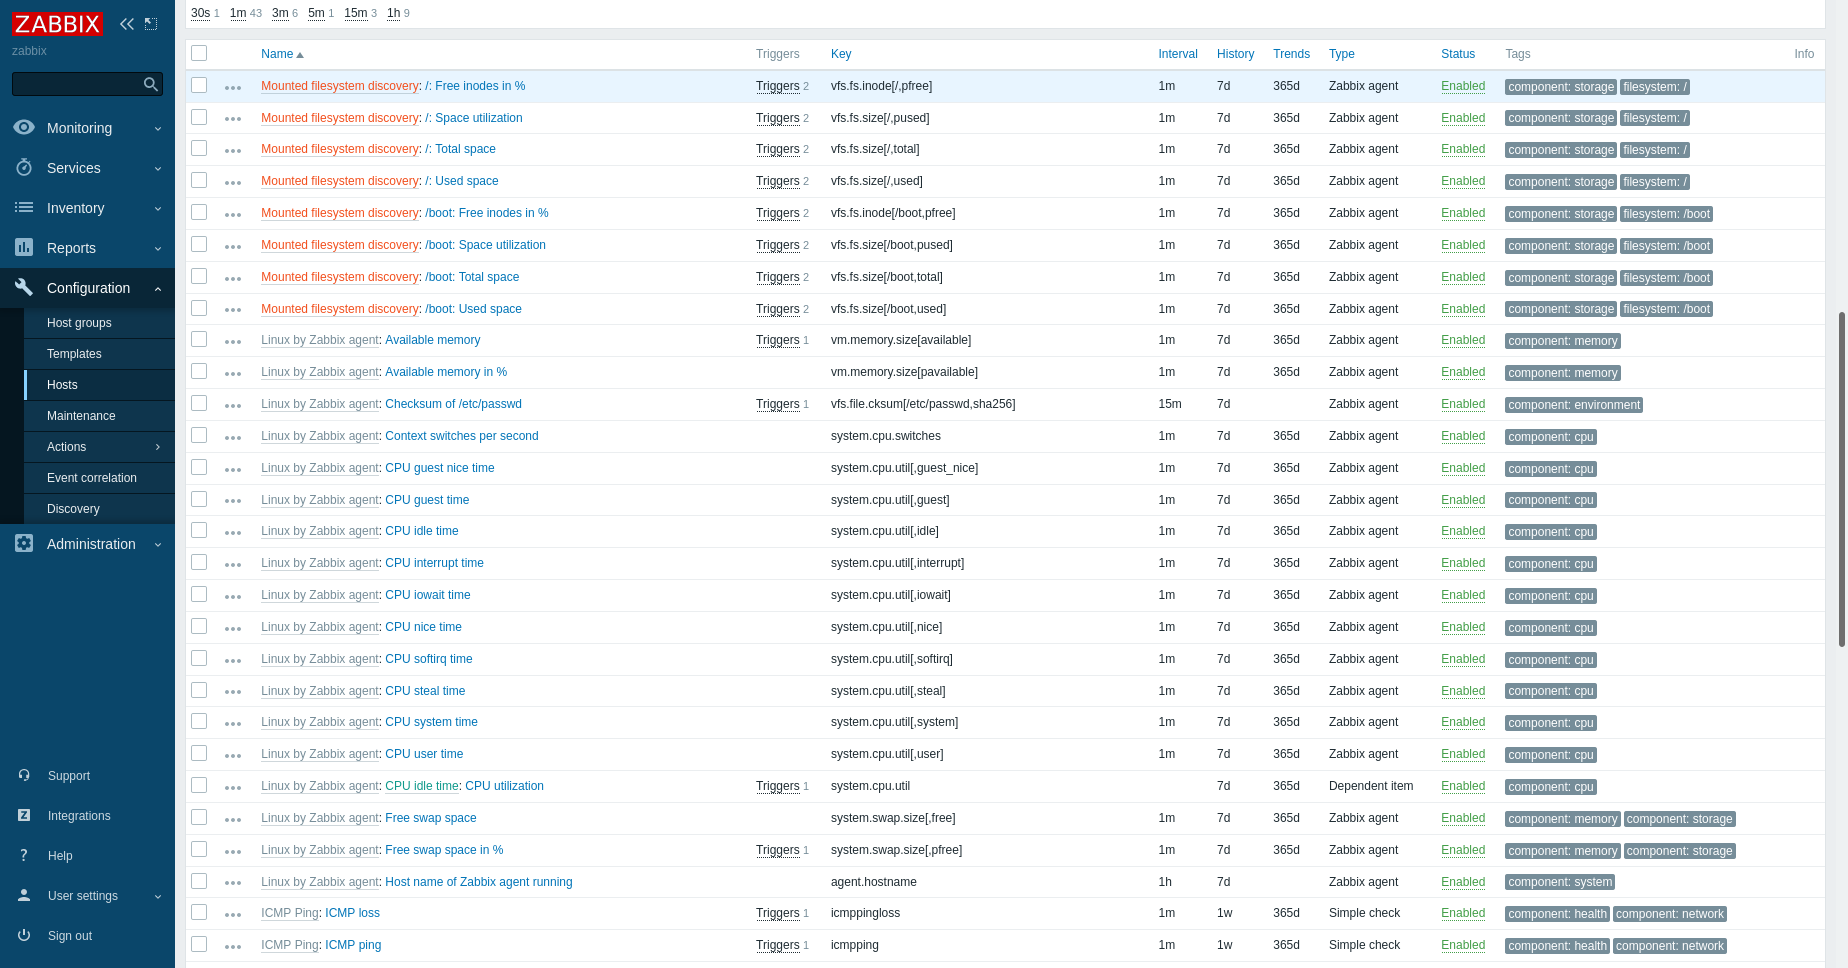 30s 1 1m 43 3m 6 5m 1 15m 3 1h 9
ZABBIX
zabbix
Monitoring
Services
Inventory
Reports
Configuration
Host groups
Templates
Hosts
Maintenance
Actions
Event correlation
Discovery
Administration
Support
Integrations
Help
User settings
Sign out
Name Triggers Key Interval History Trends Type Status Tags Info
Mounted filesystem discovery: /: Free inodes in % Triggers 2 vfs.fs.inode[/,pfree] 1m 7d 365d Zabbix agent Enabled component: storage filesystem: /
Mounted filesystem discovery: /: Space utilization Triggers 2 vfs.fs.size[/,pused] 1m 7d 365d Zabbix agent Enabled component: storage filesystem: /
Mounted filesystem discovery: /: Total space Triggers 2 vfs.fs.size[/,total] 1m 7d 365d Zabbix agent Enabled component: storage filesystem: /
Mounted filesystem discovery: /: Used space Triggers 2 vfs.fs.size[/,used] 1m 7d 365d Zabbix agent Enabled component: storage filesystem: /
Mounted filesystem discovery: /boot: Free inodes in % Triggers 2 vfs.fs.inode[/boot,pfree] 1m 7d 365d Zabbix agent Enabled component: storage filesystem: /boot
Mounted filesystem discovery: /boot: Space utilization Triggers 2 vfs.fs.size[/boot,pused] 1m 7d 365d Zabbix agent Enabled component: storage filesystem: /boot
Mounted filesystem discovery: /boot: Total space Triggers 2 vfs.fs.size[/boot,total] 1m 7d 365d Zabbix agent Enabled component: storage filesystem: /boot
Mounted filesystem discovery: /boot: Used space Triggers 2 vfs.fs.size[/boot,used] 1m 7d 365d Zabbix agent Enabled component: storage filesystem: /boot
Linux by Zabbix agent: Available memory Triggers 1 vm.memory.size[available] 1m 7d 365d Zabbix agent Enabled component: memory
Linux by Zabbix agent: Available memory in % vm.memory.size[pavailable] 1m 7d 365d Zabbix agent Enabled component: memory
Linux by Zabbix agent: Checksum of /etc/passwd Triggers 1 vfs.file.cksum[/etc/passwd,sha256] 15m 7d Zabbix agent Enabled component: environment
Linux by Zabbix agent: Context switches per second system.cpu.switches 1m 7d 365d Zabbix agent Enabled component: cpu
Linux by Zabbix agent: CPU guest nice time system.cpu.util[,guest_nice] 1m 7d 365d Zabbix agent Enabled component: cpu
Linux by Zabbix agent: CPU guest time system.cpu.util[,guest] 1m 7d 365d Zabbix agent Enabled component: cpu
Linux by Zabbix agent: CPU idle time system.cpu.util[,idle] 1m 7d 365d Zabbix agent Enabled component: cpu
Linux by Zabbix agent: CPU interrupt time system.cpu.util[,interrupt] 1m 7d 365d Zabbix agent Enabled component: cpu
Linux by Zabbix agent: CPU iowait time system.cpu.util[,iowait] 1m 7d 365d Zabbix agent Enabled component: cpu
Linux by Zabbix agent: CPU nice time system.cpu.util[,nice] 1m 7d 365d Zabbix agent Enabled component: cpu
Linux by Zabbix agent: CPU softirq time system.cpu.util[,softirq] 1m 7d 365d Zabbix agent Enabled component: cpu
Linux by Zabbix agent: CPU steal time system.cpu.util[,steal] 1m 7d 365d Zabbix agent Enabled component: cpu
Linux by Zabbix agent: CPU system time system.cpu.util[,system] 1m 7d 365d Zabbix agent Enabled component: cpu
Linux by Zabbix agent: CPU user time system.cpu.util[,user] 1m 7d 365d Zabbix agent Enabled component: cpu
Linux by Zabbix agent: CPU idle time: CPU utilization Triggers 1 system.cpu.util 7d 365d Dependent item Enabled component: cpu
Linux by Zabbix agent: Free swap space system.swap.size[,free] 1m 7d 365d Zabbix agent Enabled component: memory component: storage
Linux by Zabbix agent: Free swap space in % Triggers 1 system.swap.size[,pfree] 1m 7d 365d Zabbix agent Enabled component: memory component: storage
Linux by Zabbix agent: Host name of Zabbix agent running agent.hostname 1h 7d Zabbix agent Enabled component: system
ICMP Ping: ICMP loss Triggers 1 icmppingloss 1m 1w 365d Simple check Enabled component: health component: network
ICMP Ping: ICMP ping Triggers 1 icmpping 1m 1w 365d Simple check Enabled component: health component: network